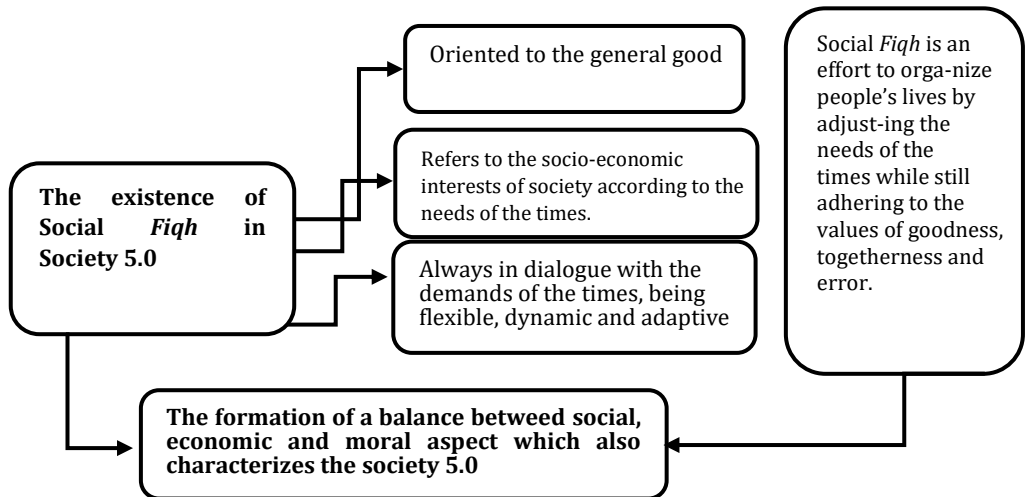 The existence of
Social Fiqh in
Society 5.0
Oriented to the general good
Refers to the socio-economic
interests of society according to the
needs of the times.
Always in dialogue with the
demands of the times, being
flexible, dynamic and adaptive
Social Fiqh is an
effort to orga-nize
people's lives by
adjust-ing the
needs of the
times while still
adhering to the
values of goodness,
togetherness and
error.
The formation of a balance betweed social,
economic and moral aspect which also
characterizes the society 5.0